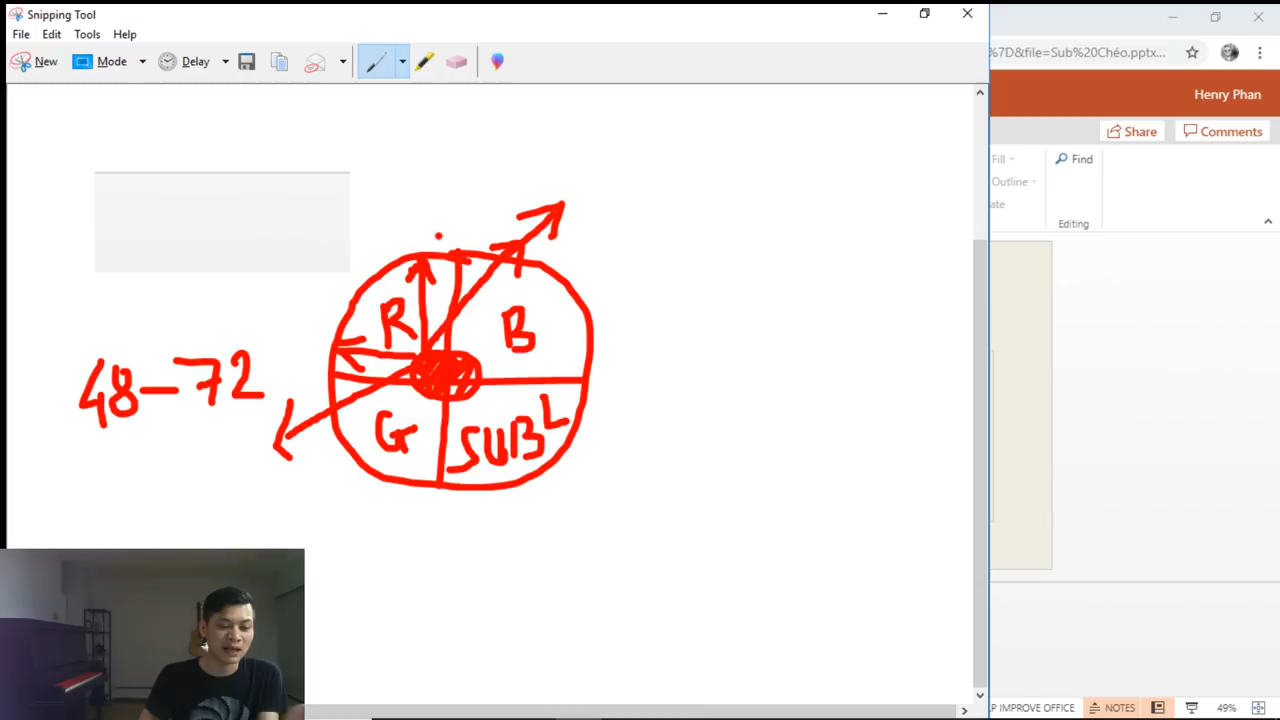 Snipping Tool
File Edit Tools Help
New Mode Delay
%7D&file=Sub%20Chéo.pptx...
Henry Phan
Share Comments
Fill
Find
Outline
Editing
R
B
48-72
G
SUB L
P IMPROVE OFFICE NOTES 49%